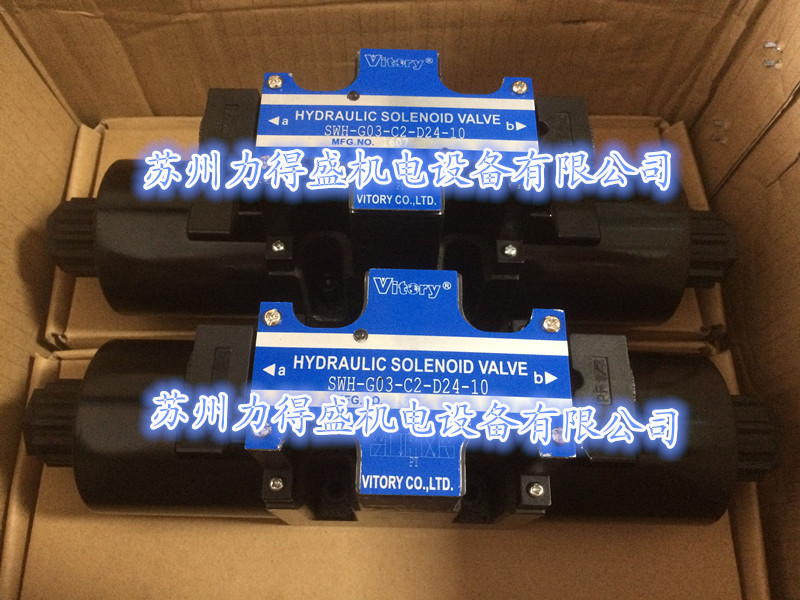 Vitory®
HYDRAULIC SOLENOID VALVE
a b
SWH-G03-C2-D24-10
MFG.NO. 1607
苏州力得盛机电设备有限公司
VITORY CO.,LTD.
Vitory®
HYDRAULIC SOLENOID VALVE
a b
SWH-G03-C2-D24-10
苏州力得盛机电设备有限公司
VITORY CO.,LTD.